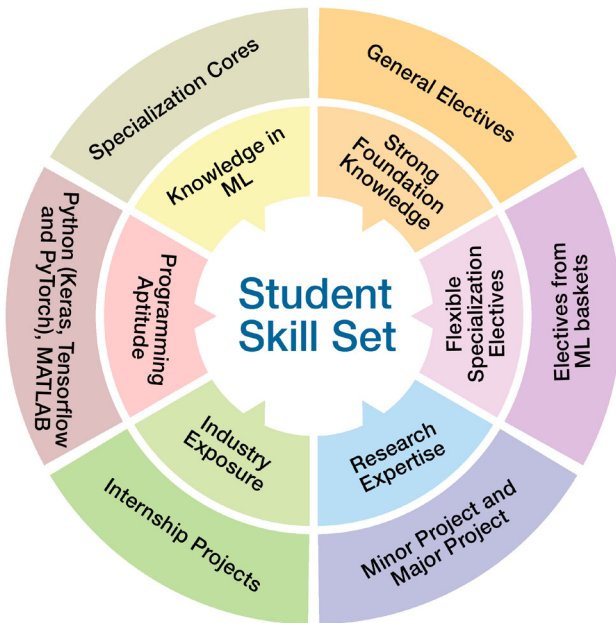 Specialization Cores
General Electives
Knowledge in
ML
Strong
Foundation
Knowledge
Python (Keras, Tensorflow
and PyTorch), MATLAB
Programming
Aptitude
Student
Skill Set
Flexible
Specialization
Electives
Electives from
ML baskets
Industry
Exposure
Research
Expertise
Internship Projects
Minor Project and
Major Project